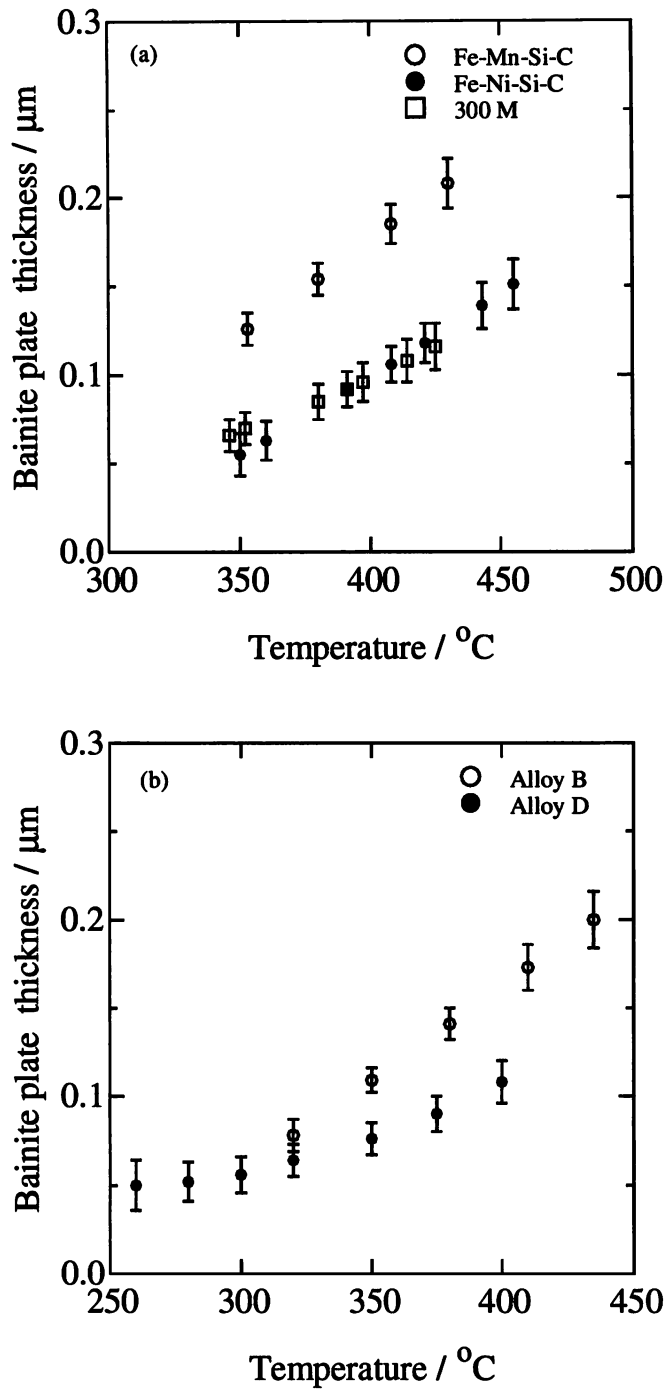 0.3
(a)
Fe-Mn-Si-C
Fe-Ni-Si-C
300 M
0.2
0.1
0.0
300 350 400 450 500
Bainite plate thickness / μm
Temperature / °C
0.3
(b)
Alloy B
Alloy D
0.2
0.1
0.0
250 300 350 400 450
Bainite plate thickness / μm
Temperature / °C